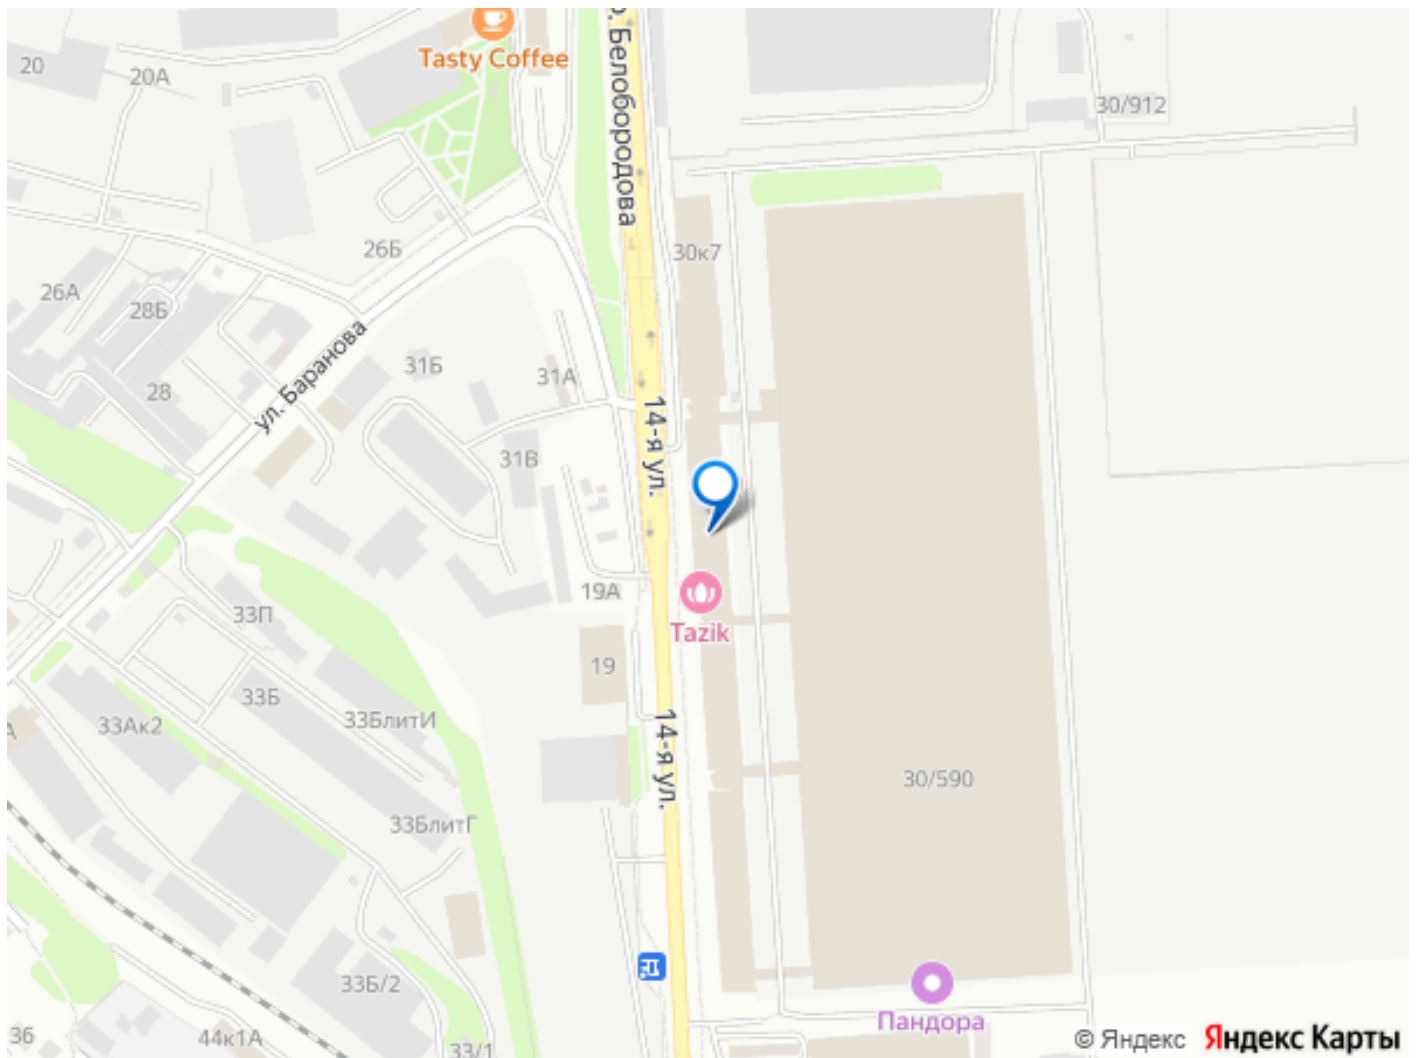 Tasty Coffee
20
20А
р. Белобородова
30/912
30к7
26Б
26А
28Б
ул. Баранова
31Б
31А
28
14-я ул.
31В
19А
33П
Tazik
19
33Б
33БлитИ
33Ак2
14-я ул.
30/590
33БлитГ
33Б/2
Пандора
36
44к1А
33/1
© Яндекс Яндекс Карты